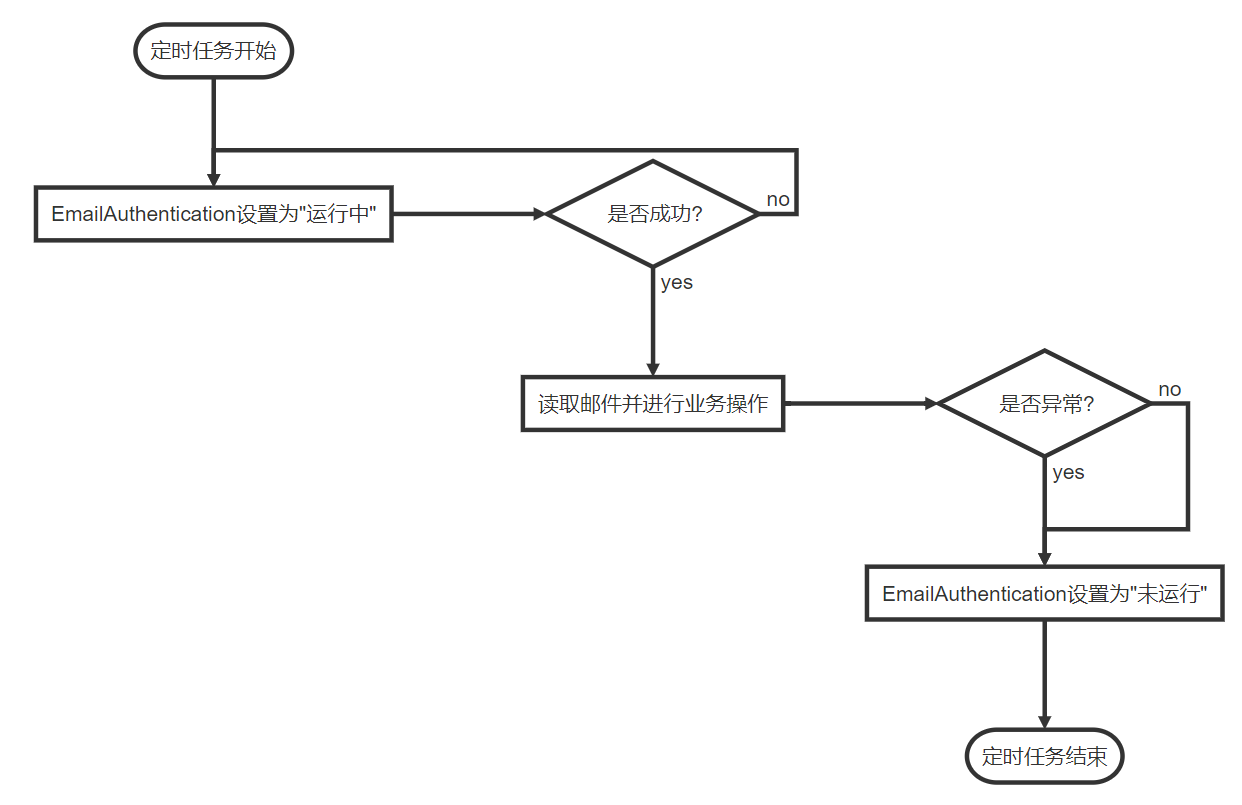 定时任务开始
EmailAuthentication设置为"运行中"
是否成功?
no
yes
读取邮件并进行业务操作
是否异常?
no
yes
EmailAuthentication设置为"未运行"
定时任务结束